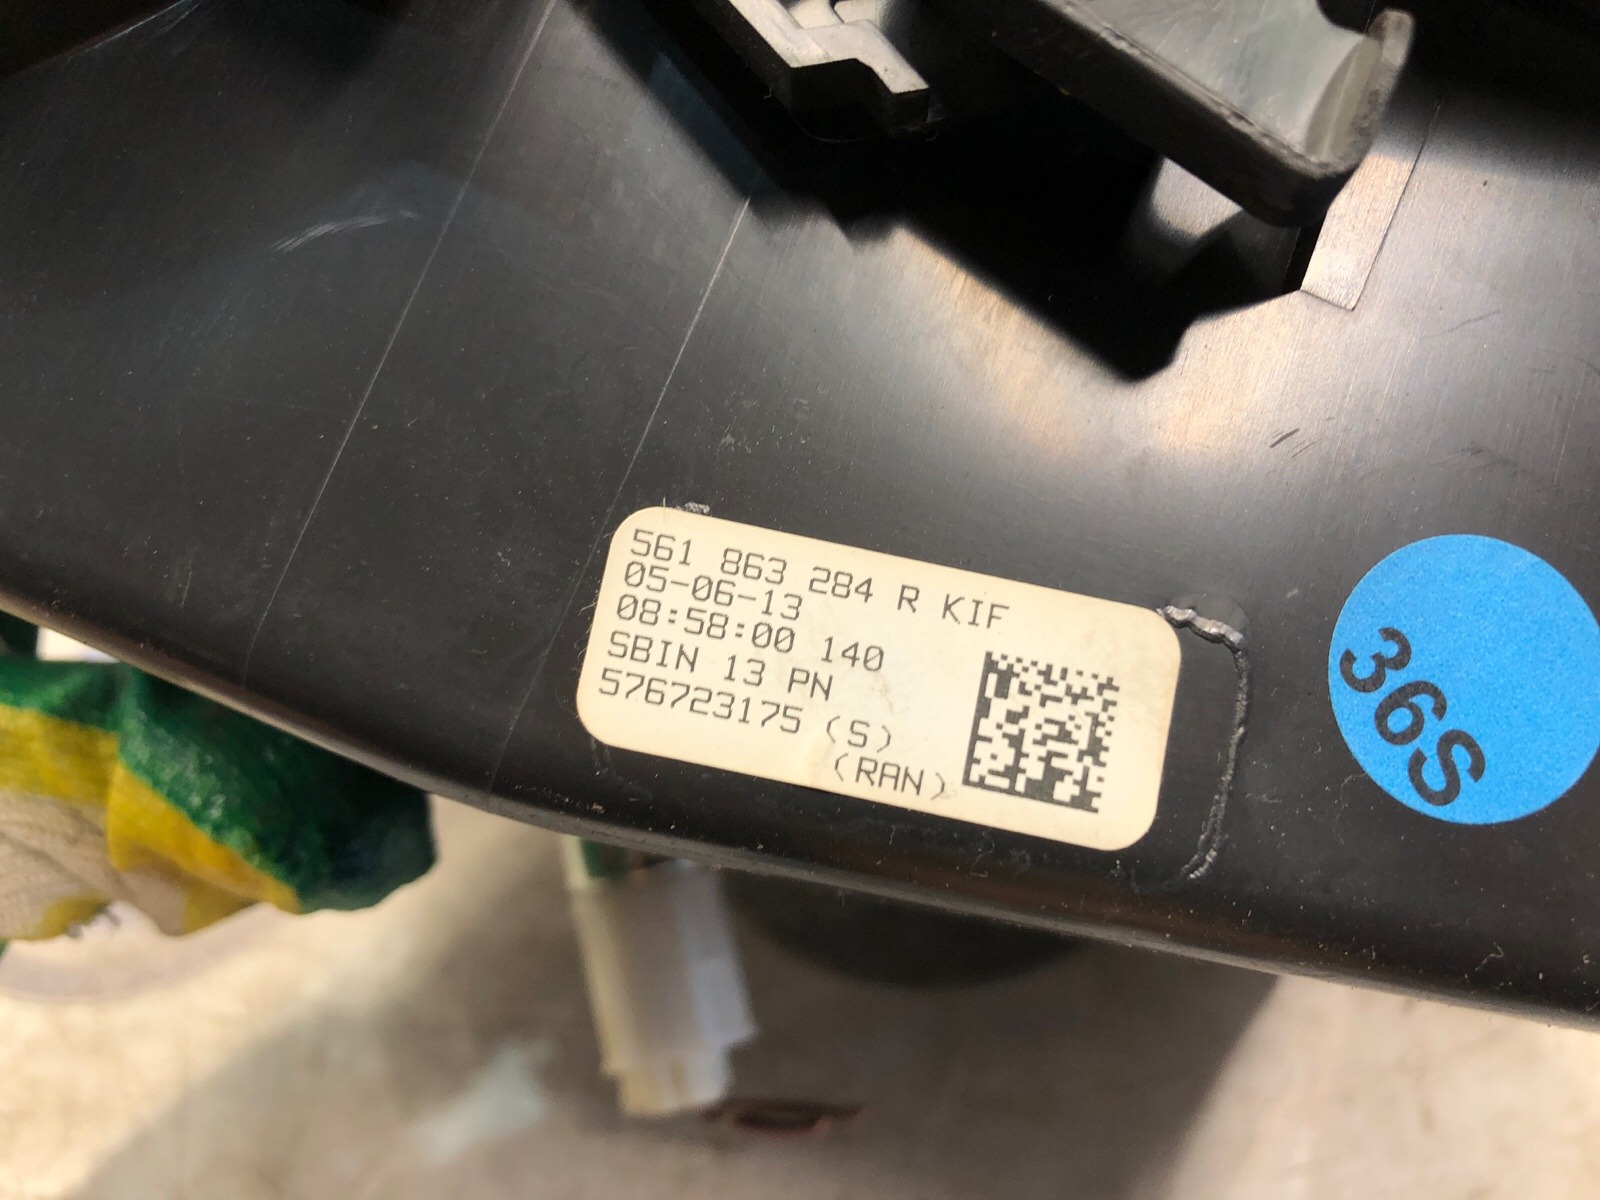 561 863 284 R KIF
05-06-13
08:58:00 140
SBIN 13 PN
576723175 (S)
(RAN)
36S